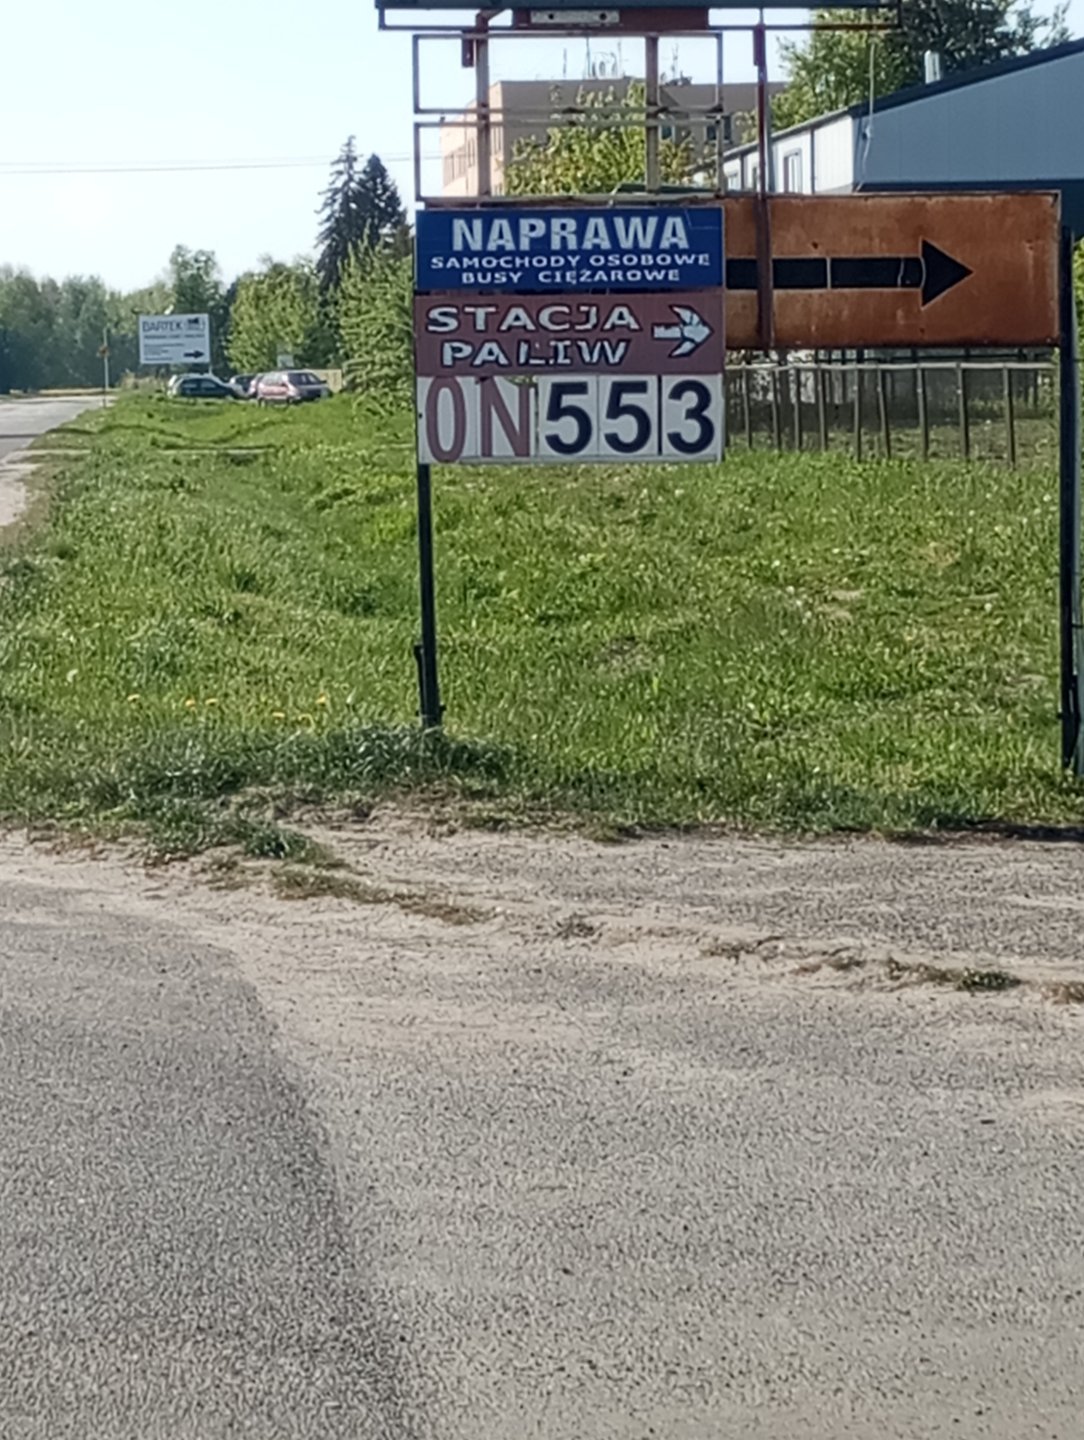 NAPRAWA
SAMOCHODY OSOBOWE
BUSY CIĘŻAROWE
STACJA
PALIW
ON 553
BARTEK